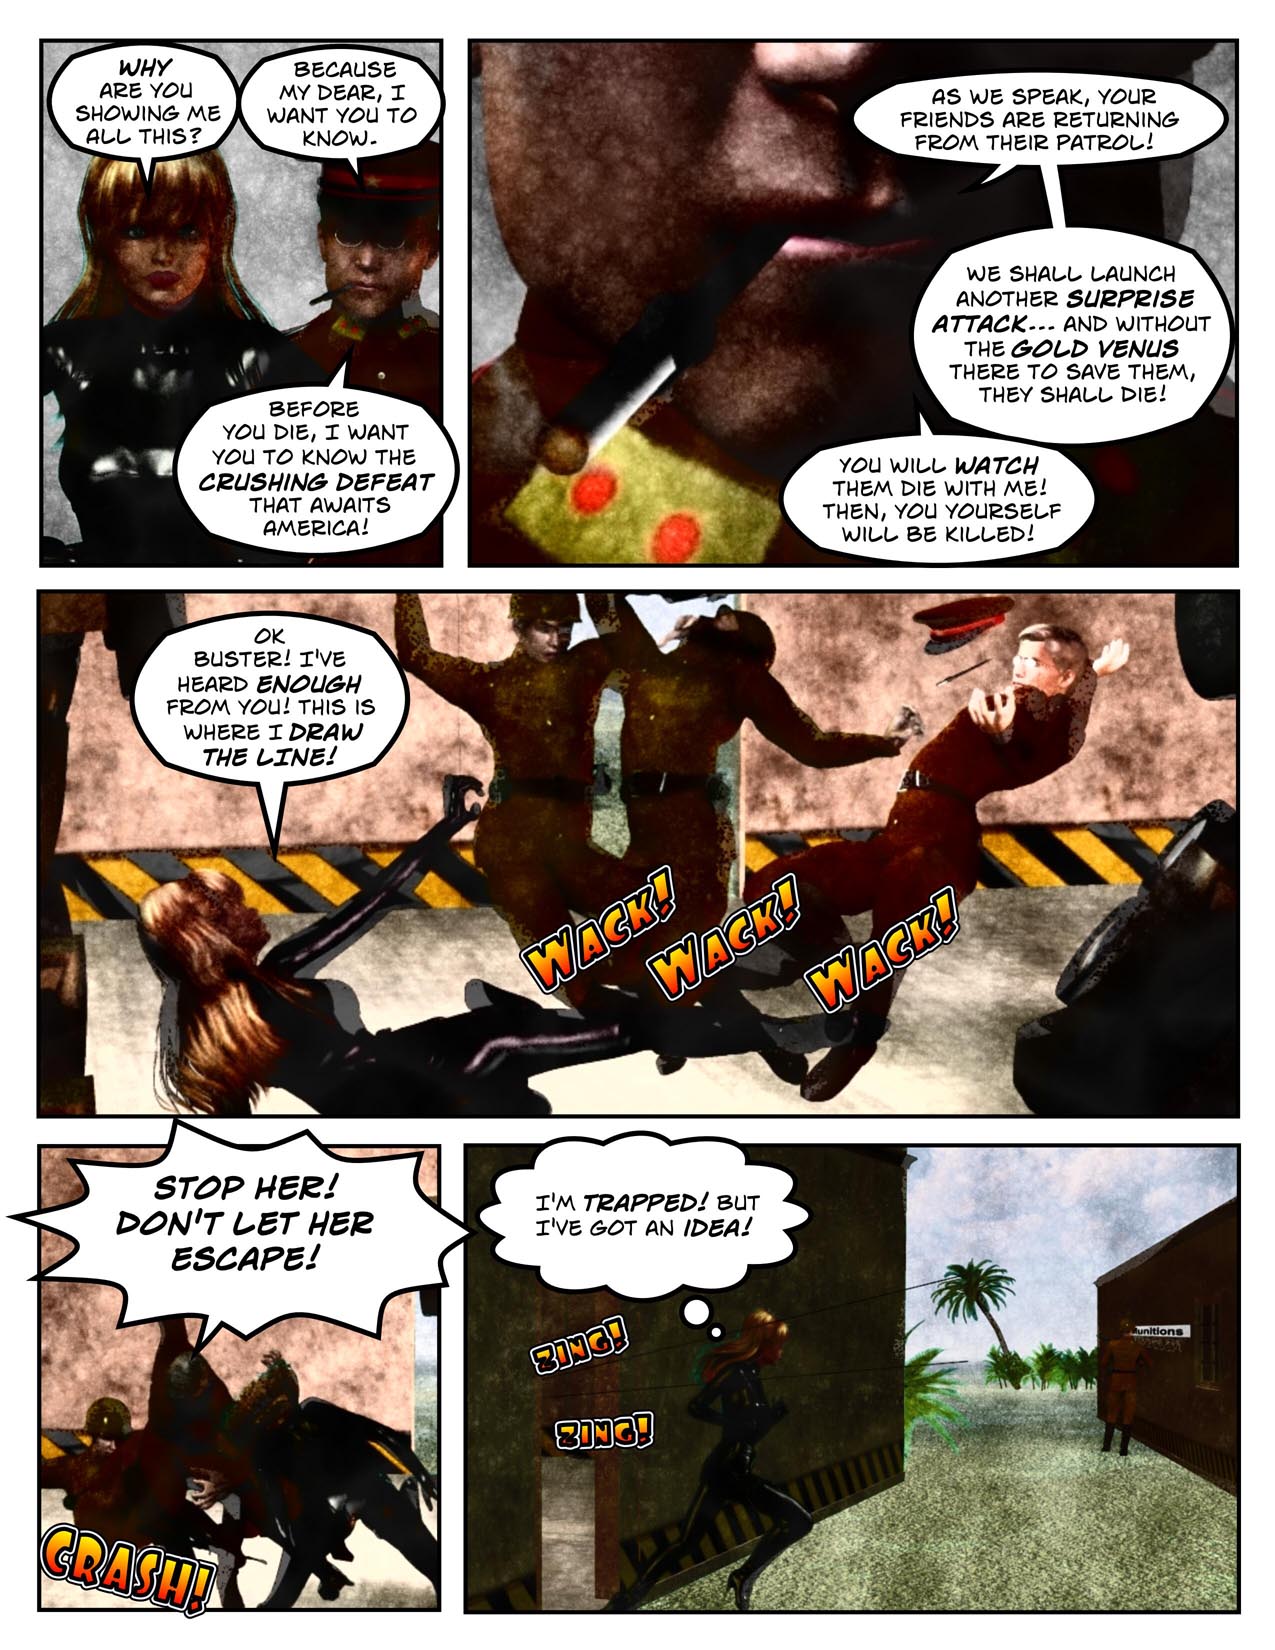 WHY
ARE YOU
SHOWING ME
ALL THIS?
BECAUSE
MY DEAR, I
WANT YOU TO
KNOW.
BEFORE
YOU DIE, I WANT
YOU TO KNOW THE
CRUSHING DEFEAT
THAT AWAITS
AMERICA!
AS WE SPEAK, YOUR
FRIENDS ARE RETURNING
FROM THEIR PATROL!
WE SHALL LAUNCH
ANOTHER SURPRISE
ATTACK... AND WITHOUT
THE GOLD VENUS
THERE TO SAVE THEM,
THEY SHALL DIE!
YOU WILL WATCH
THEM DIE WITH ME!
THEN, YOU YOURSELF
WILL BE KILLED!
OK
BUSTER! I'VE
HEARD ENOUGH
FROM YOU! THIS IS
WHERE I DRAW
THE LINE!
WACK!
WACK!
WACK!
STOP HER!
DON'T LET HER
ESCAPE!
CRASH!
I'M TRAPPED! BUT
I'VE GOT AN IDEA!
ZING!
ZING!
unitions